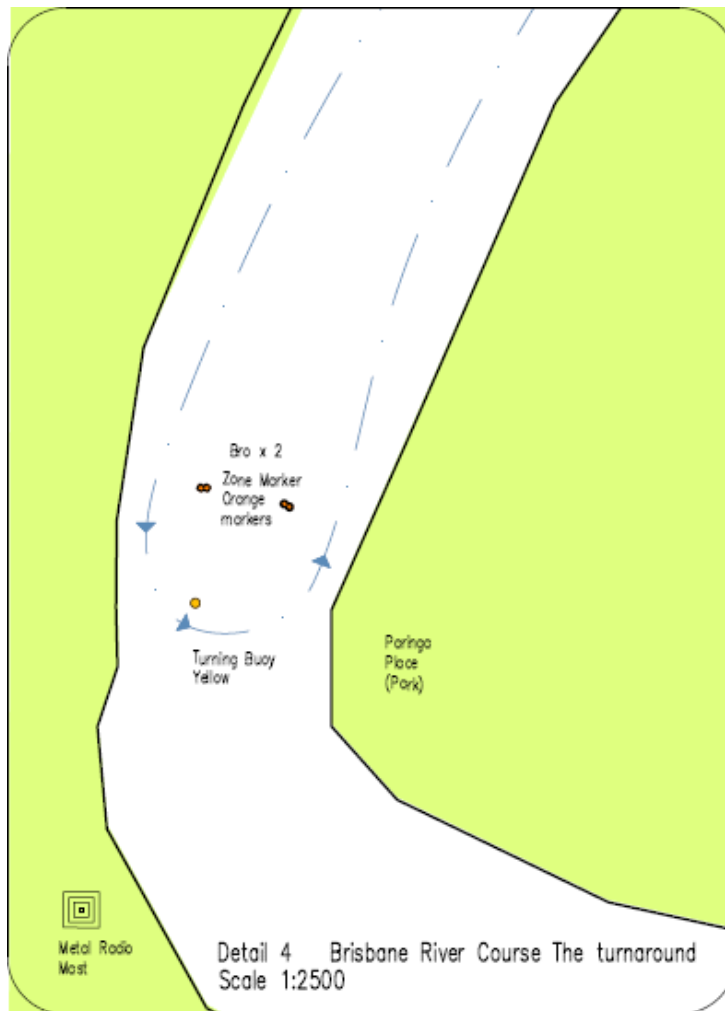 Bro x 2
Zone Marker
Orange
markers
Turning Buoy
Yellow
Paringa
Place
(Park)
Metal Radio
Mast
Detail 4 Brisbane River Course The turnaround
Scale 1:2500